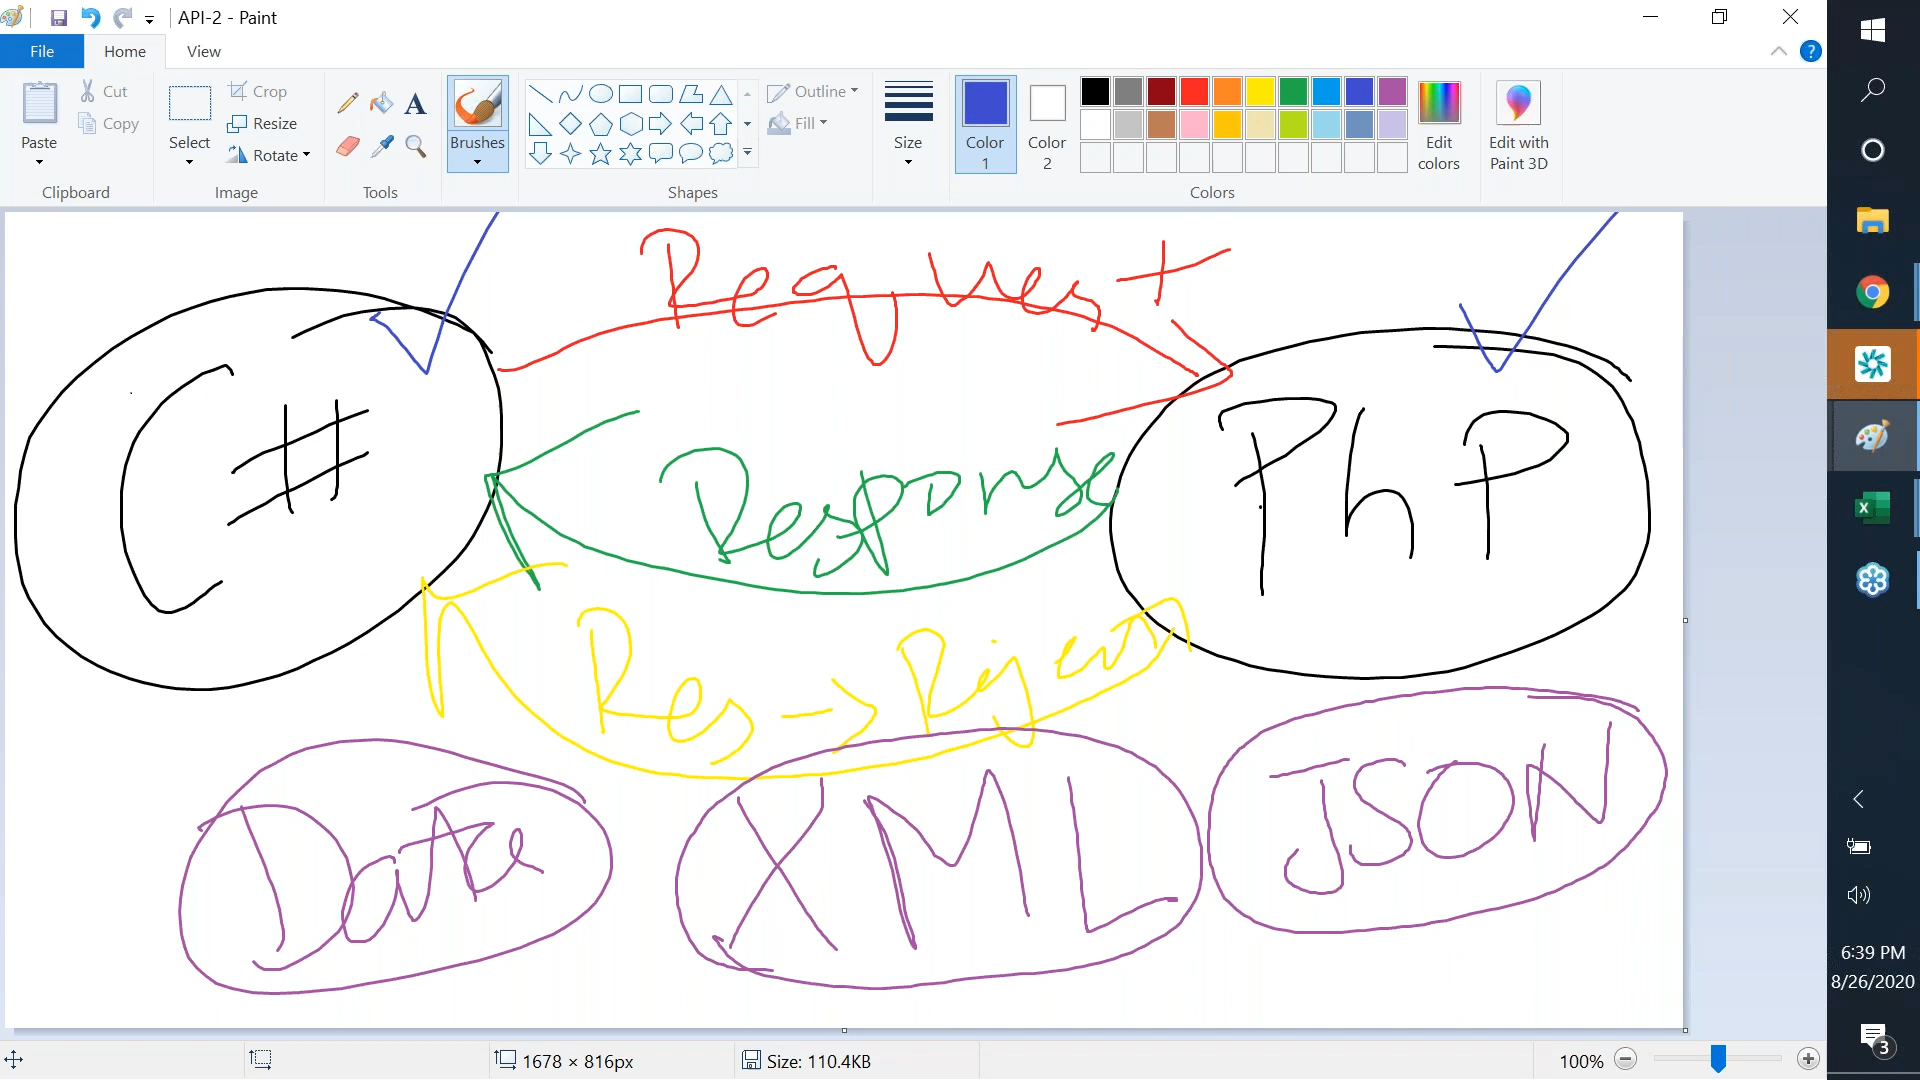 API-2 - Paint
File Home View
Paste Cut Copy Clipboard
Select Crop Resize Rotate Image
Tools
Brushes
Outline Fill Shapes
Size
Color 1
Color 2
Edit colors
Colors
Edit with Paint 3D
Request
C#
PhP
Response
Res -> Reject
Data
XML
JSON
6:39 PM
8/26/2020
3
1678 × 816px
Size: 110.4KB
100%